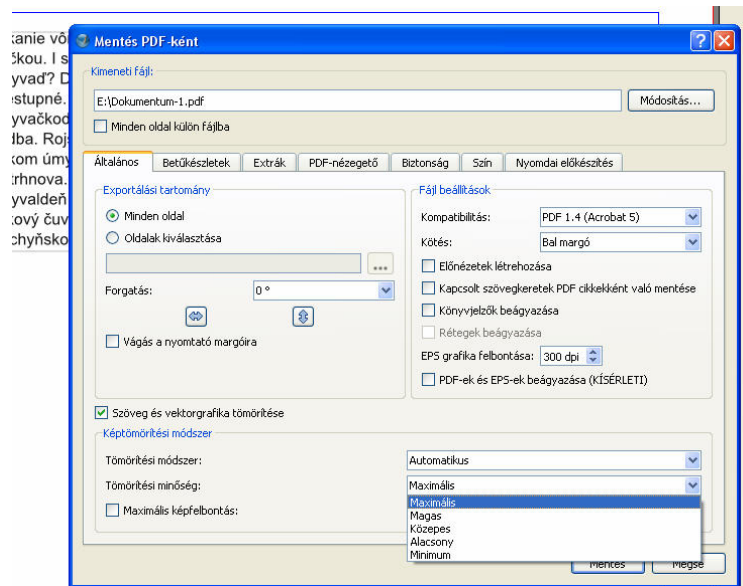 kanie vô
čkou. I s
yvad? D
estupné.
yvačkod
dba. Roj
kom úmy
trhnova.
yvaldeň
kový čuv
chyňsko
Mentés PDF-ként
Kimeneti fájl:
E:\Dokumentum-1.pdf
Módosítás...
Minden oldal külön fájlba
Általános Betűkészletek Extrák PDF-nézegető Biztonság Szín Nyomdai előkészítés
Exportálási tartomány
Minden oldal
Oldalak kiválasztása
...
Forgatás: 0 °
Vágás a nyomtató margóira
Fájl beállítások
Kompatibilitás: PDF 1.4 (Acrobat 5)
Kötés: Bal margó
Előnézetek létrehozása
Kapcsolt szövegkeretek PDF cikkekként való mentése
Könyvjelzők beágyazása
Rétegek beágyazása
EPS grafika felbontása: 300 dpi
PDF-ek és EPS-ek beágyazása (KÍSÉRLETI)
Szöveg és vektorgrafika tömörítése
Képtömörítési módszer
Tömörítési módszer: Automatikus
Tömörítési minőség: Maximális
Maximális képfelbontás:
Maximális
Magas
Közepes
Alacsony
Minimum
Mentés Mégse